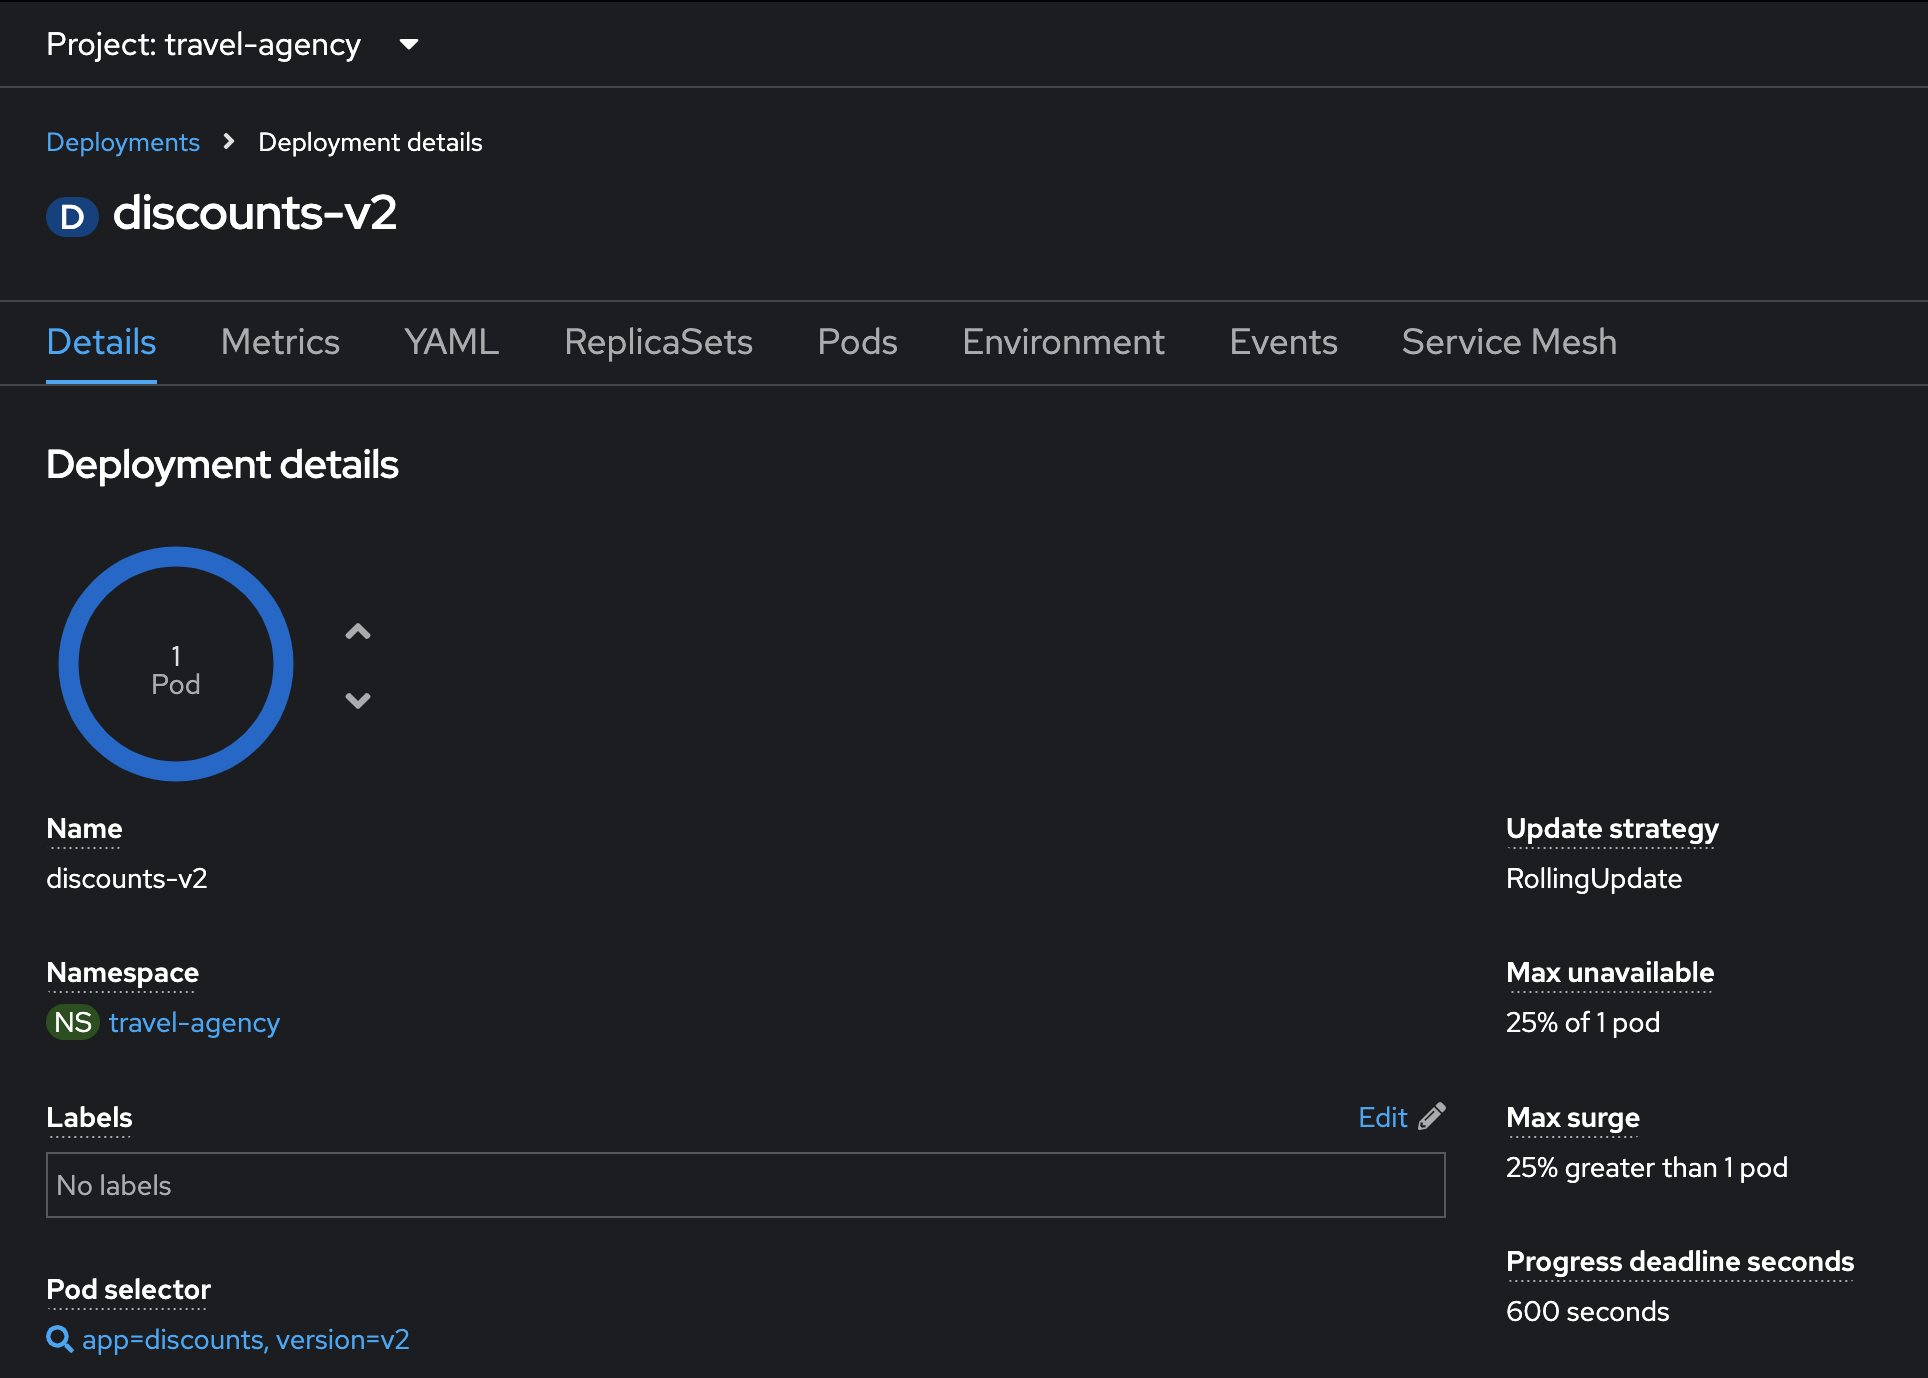 Project: travel-agency
Deployments > Deployment details
D discounts-v2
Details Metrics YAML ReplicaSets Pods Environment Events Service Mesh
Deployment details
1
Pod
Name
discounts-v2
Namespace
NS travel-agency
Labels
Edit
No labels
Pod selector
app=discounts, version=v2
Update strategy
RollingUpdate
Max unavailable
25% of 1 pod
Max surge
25% greater than 1 pod
Progress deadline seconds
600 seconds